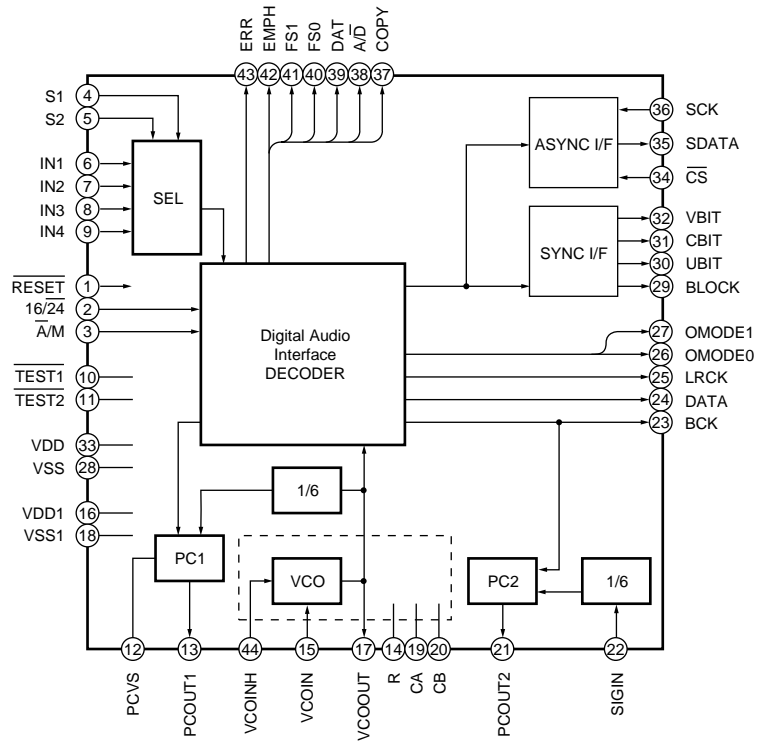 ERR
EMPH
FS1
FS0
DAT
A̅/D
COPY
43
42
41
40
39
38
37
S1 4
S2 5
IN1 6
IN2 7
IN3 8
IN4 9
SEL
R̅E̅S̅E̅T̅ 1
16/2̅4̅ 2
A̅/M 3
T̅E̅S̅T̅1̅ 10
T̅E̅S̅T̅2̅ 11
VDD 33
VSS 28
VDD1 16
VSS1 18
Digital Audio
Interface
DECODER
ASYNC I/F
36 SCK
35 SDATA
34 C̅S̅
SYNC I/F
32 VBIT
31 CBIT
30 UBIT
29 BLOCK
27 OMODE1
26 OMODE0
25 LRCK
24 DATA
23 BCK
1/6
PC1
VCO
PC2
1/6
12
13
44
15
17
14
19
20
21
22
PCVS
PCOUT1
VCOINH
VCOIN
VCOOUT
R
CA
CB
PCOUT2
SIGIN